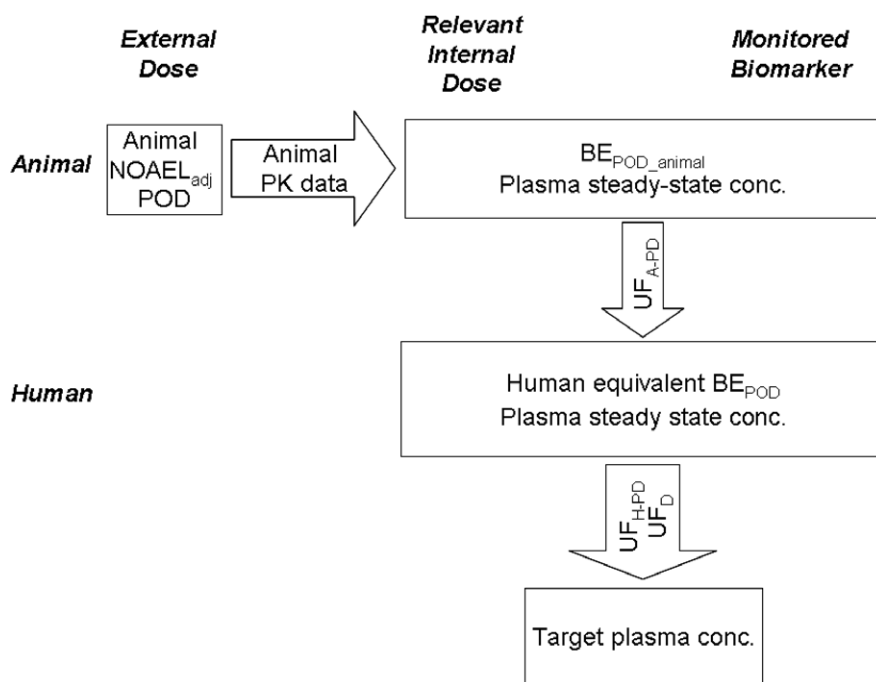 External
Dose
Relevant
Internal
Dose
Monitored
Biomarker
Animal
Animal
NOAELadj
POD
Animal
PK data
BEPOD_animal
Plasma steady-state conc.
UFA-PD
Human
Human equivalent BEPOD
Plasma steady state conc.
UFH-PD
UFD
Target plasma conc.